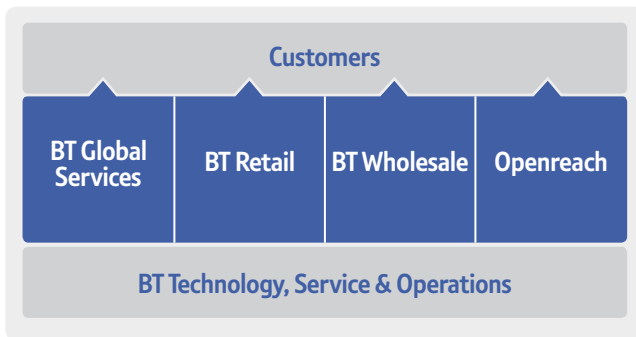 Customers
BT Global
Services
BT Retail
BT Wholesale
Openreach
BT Technology, Service & Operations